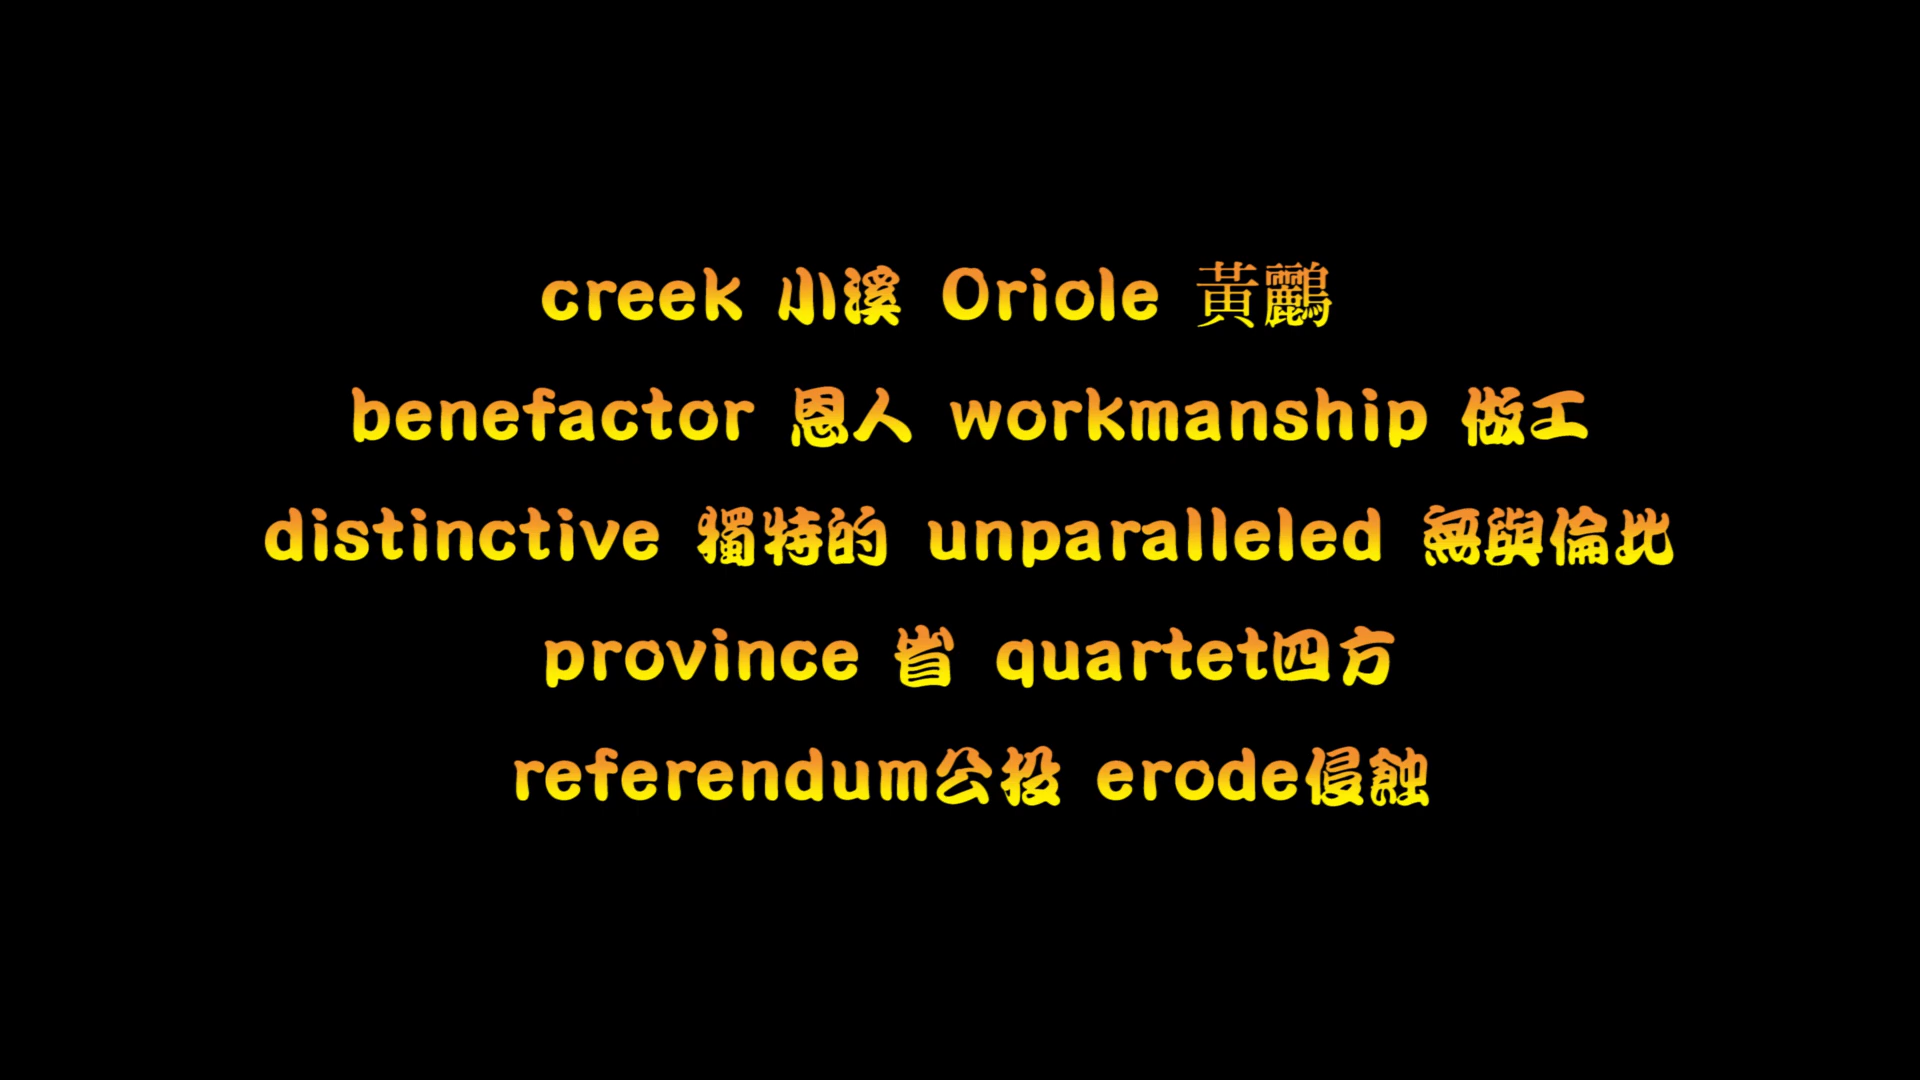 creek 小溪 Oriole 黃鸝
benefactor 恩人 workmanship 做工
distinctive 獨特的 unparalleled 無與倫比
province 省 quartet四方
referendum公投 erode侵蝕